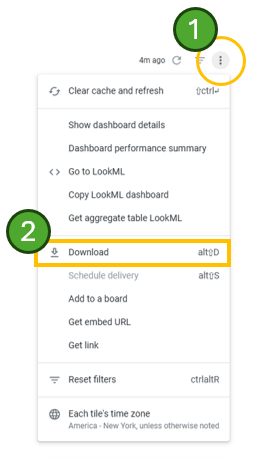 1
4m ago
Clear cache and refresh ⇧ctrl↵
Show dashboard details
Dashboard performance summary
Go to LookML
Copy LookML dashboard
Get aggregate table LookML
2
Download alt⇧D
Schedule delivery alt⇧S
Add to a board
Get embed URL
Get link
Reset filters ctrlaltR
Each tile's time zone
America - New York, unless otherwise noted